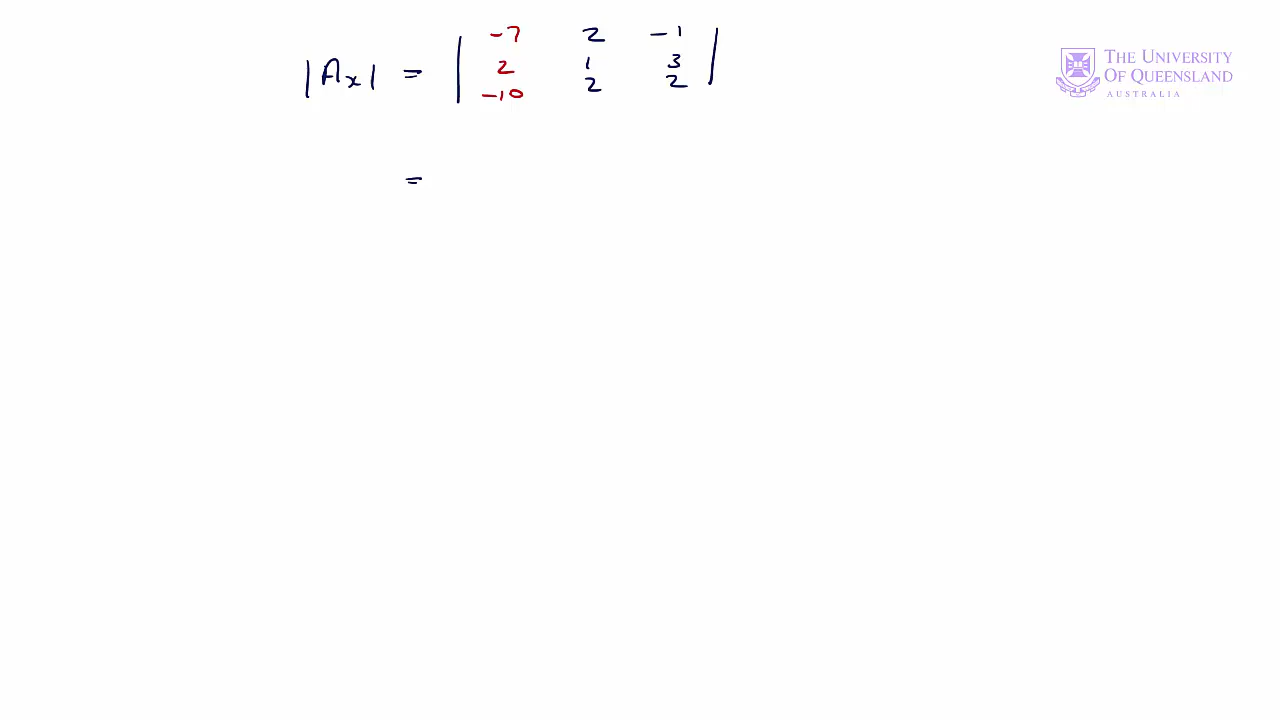 |Aₓ| = | -7 2 -1 |
2 1 3
-10 2 2
=
THE UNIVERSITY
OF QUEENSLAND
AUSTRALIA